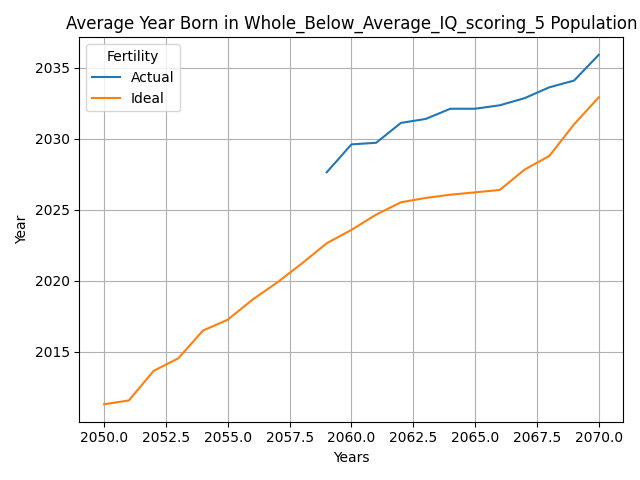 Average Year Born in Whole_Below_Average_IQ_scoring_5 Population
Fertility
Actual
Ideal
2035
2030
2025
2020
2015
Year
2050.0 2052.5 2055.0 2057.5 2060.0 2062.5 2065.0 2067.5 2070.0
Years